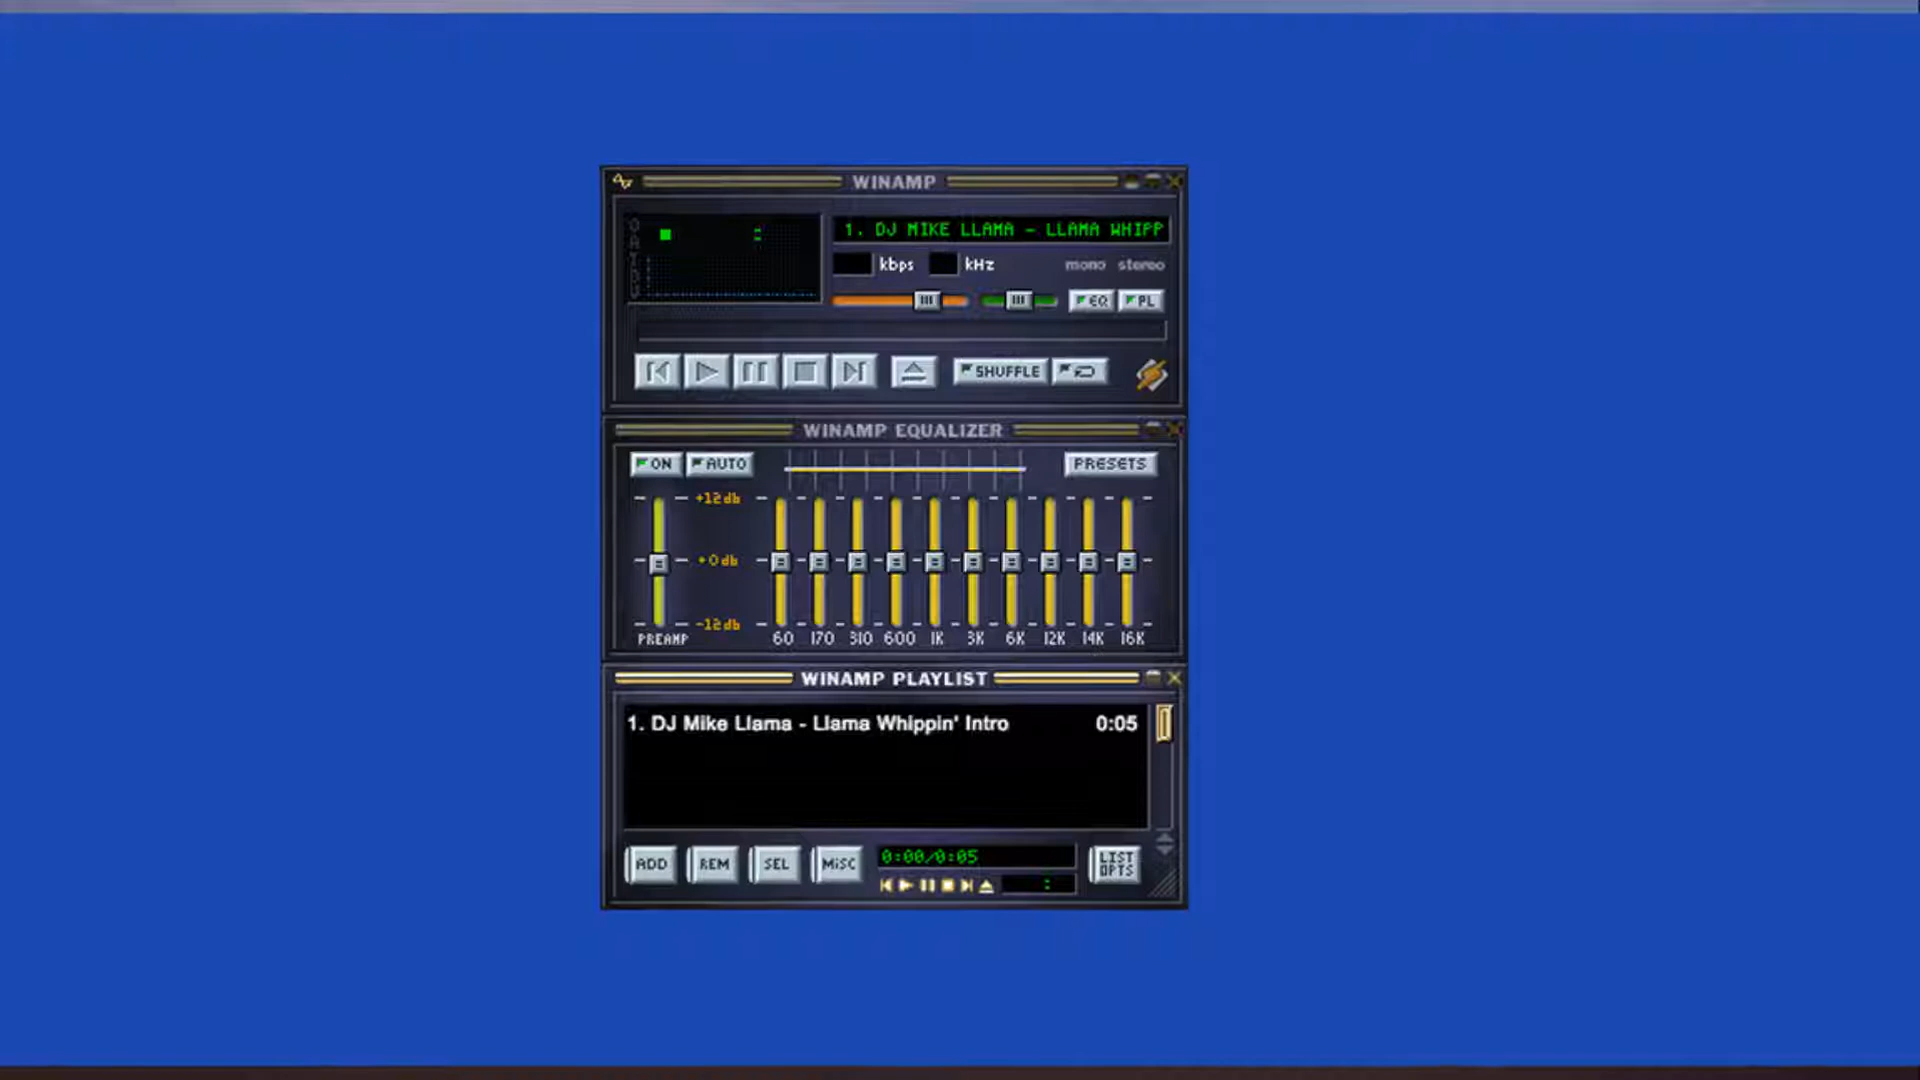 WINAMP
1. DJ MIKE LLAMA - LLAMA WHIPP
kbps kHz mono stereo
EQ PL
SHUFFLE
WINAMP EQUALIZER
ON AUTO PRESETS
+12db
+0db
-12db
PREAMP 60 170 310 600 1K 3K 6K 12K 14K 16K
WINAMP PLAYLIST
1. DJ Mike Llama - Llama Whippin' Intro 0:05
ADD REM SEL MISC 0:00/0:05 LIST OPTS